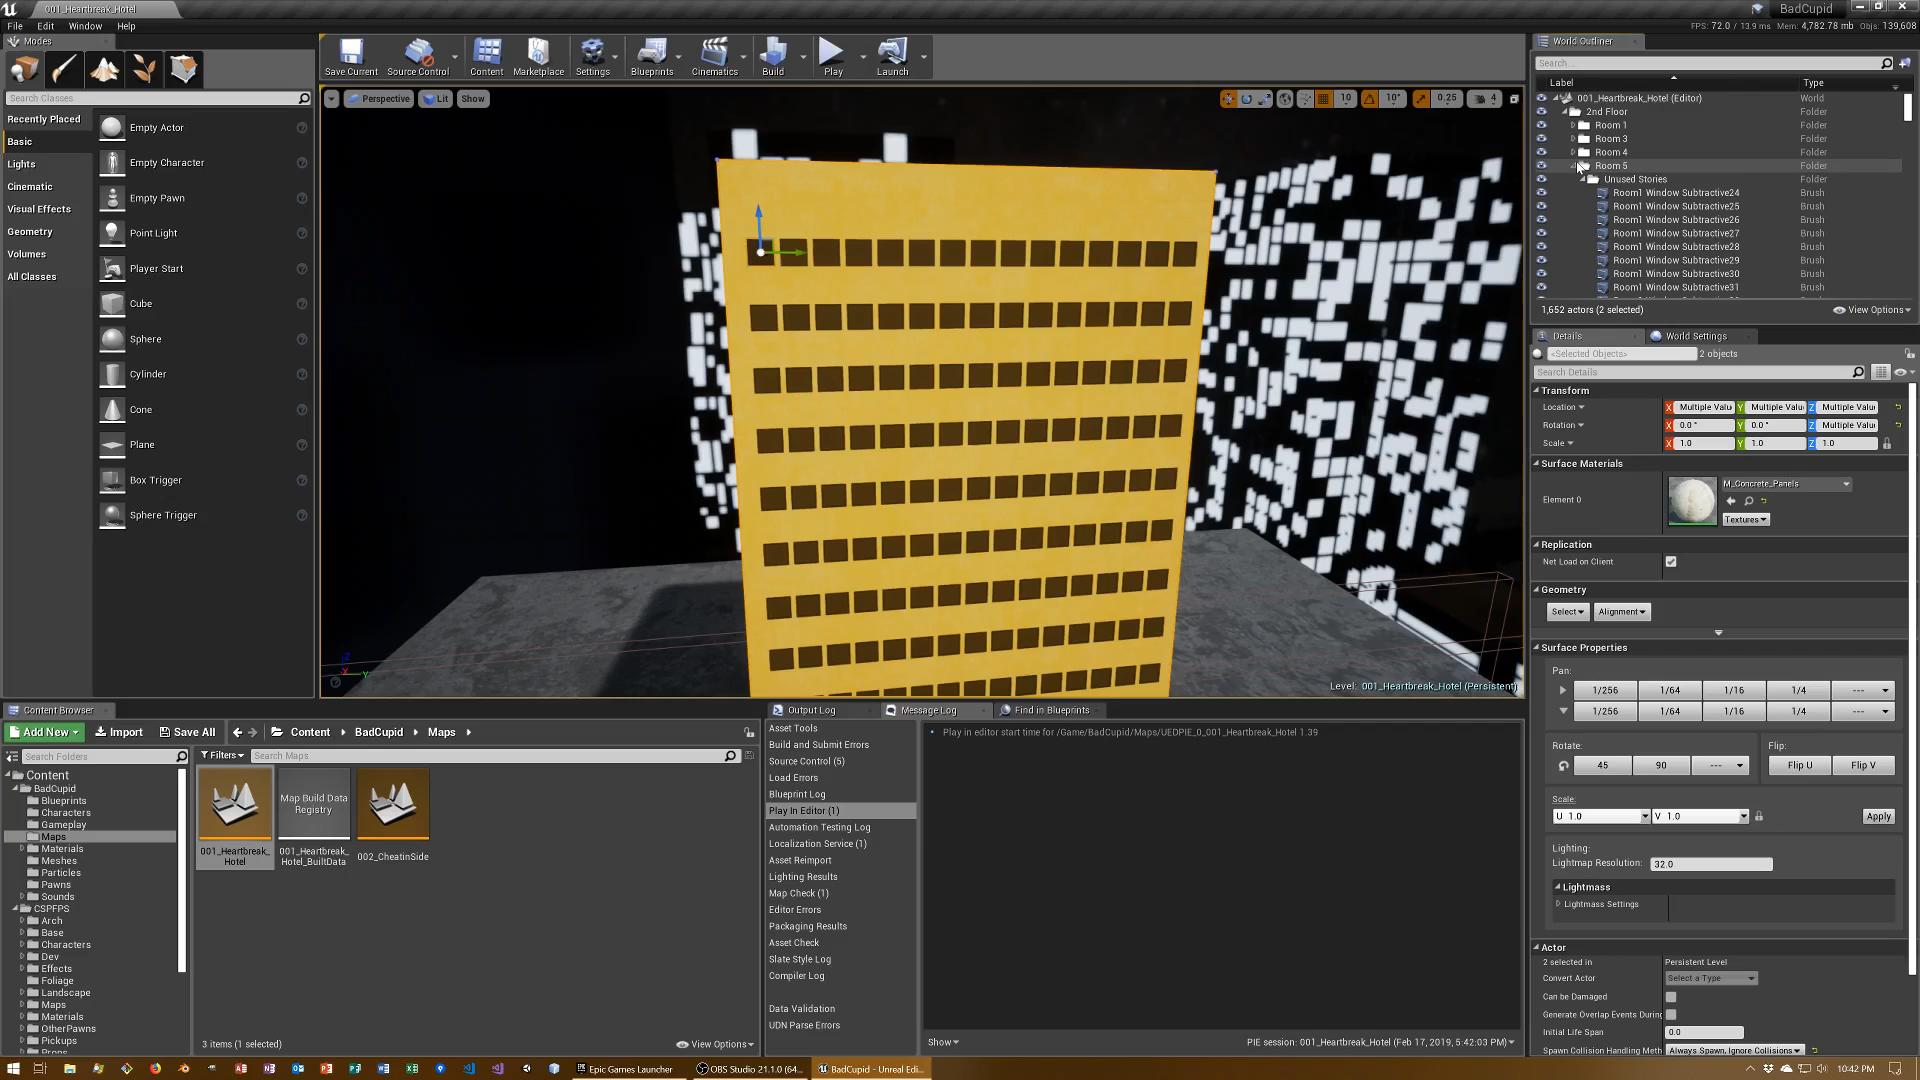 001_Heartbreak_Hotel
BadCupid
File Edit Window Help
FPS: 72.0 / 13.9 ms Mem: 4,782.78 mb Objs: 139,608
Modes
Search Classes
Recently Placed
Basic
Lights
Cinematic
Visual Effects
Geometry
Volumes
All Classes
Empty Actor
Empty Character
Empty Pawn
Point Light
Player Start
Cube
Sphere
Cylinder
Cone
Plane
Box Trigger
Sphere Trigger
Save Current
Source Control
Content
Marketplace
Settings
Blueprints
Cinematics
Build
Play
Launch
Perspective
Lit
Show
10
10°
0.25
4
Level: 001_Heartbreak_Hotel (Persistent)
World Outliner
Search...
Label Type
001_Heartbreak_Hotel (Editor) World
2nd Floor Folder
Room 1 Folder
Room 3 Folder
Room 4 Folder
Room 5 Folder
Unused Stories Folder
Room1 Window Subtractive24 Brush
Room1 Window Subtractive25 Brush
Room1 Window Subtractive26 Brush
Room1 Window Subtractive27 Brush
Room1 Window Subtractive28 Brush
Room1 Window Subtractive29 Brush
Room1 Window Subtractive30 Brush
Room1 Window Subtractive31 Brush
1,652 actors (2 selected)
View Options
Details
World Settings
<Selected Objects> 2 objects
Search Details
Transform
Location X Multiple Valu Y Multiple Valu Z Multiple Valu
Rotation X 0.0 ° Y 0.0 ° Z Multiple Valu
Scale X 1.0 Y 1.0 Z 1.0
Surface Materials
Element 0
M_Concrete_Panels
Textures
Replication
Net Load on Client
Geometry
Select
Alignment
Surface Properties
Pan:
1/256 1/64 1/16 1/4 ---
1/256 1/64 1/16 1/4 ---
Rotate: Flip:
45 90 --- Flip U Flip V
Scale:
U 1.0 V 1.0 Apply
Lighting:
Lightmap Resolution: 32.0
Lightmass
Lightmass Settings
Actor
2 selected in Persistent Level
Convert Actor Select a Type
Can be Damaged
Generate Overlap Events During
Initial Life Span 0.0
Spawn Collision Handling Meth Always Spawn, Ignore Collisions
Content Browser
Add New
Import
Save All
Content
BadCupid
Maps
Search Folders
Filters
Search Maps
Content
BadCupid
Blueprints
Characters
Gameplay
Maps
Materials
Meshes
Particles
Pawns
Sounds
CSPFPS
Arch
Base
Characters
Dev
Effects
Foliage
Landscape
Maps
Materials
OtherPawns
Pickups
Props
Map Build Data Registry
001_Heartbreak_
Hotel
001_Heartbreak_
Hotel_BuiltData
002_CheatinSide
3 items (1 selected)
View Options
Output Log
Message Log
Find in Blueprints
Asset Tools
Build and Submit Errors
Source Control (5)
Load Errors
Blueprint Log
Play In Editor (1)
Automation Testing Log
Localization Service (1)
Asset Reimport
Lighting Results
Map Check (1)
Editor Errors
Packaging Results
Asset Check
Slate Style Log
Compiler Log
Data Validation
UDN Parse Errors
Play in editor start time for /Game/BadCupid/Maps/UEDPIE_0_001_Heartbreak_Hotel 1.39
Show
PIE session: 001_Heartbreak_Hotel (Feb 17, 2019, 5:42:03 PM)
Epic Games Launcher
OBS Studio 21.1.0 (64...
BadCupid - Unreal Edi...
10:42 PM